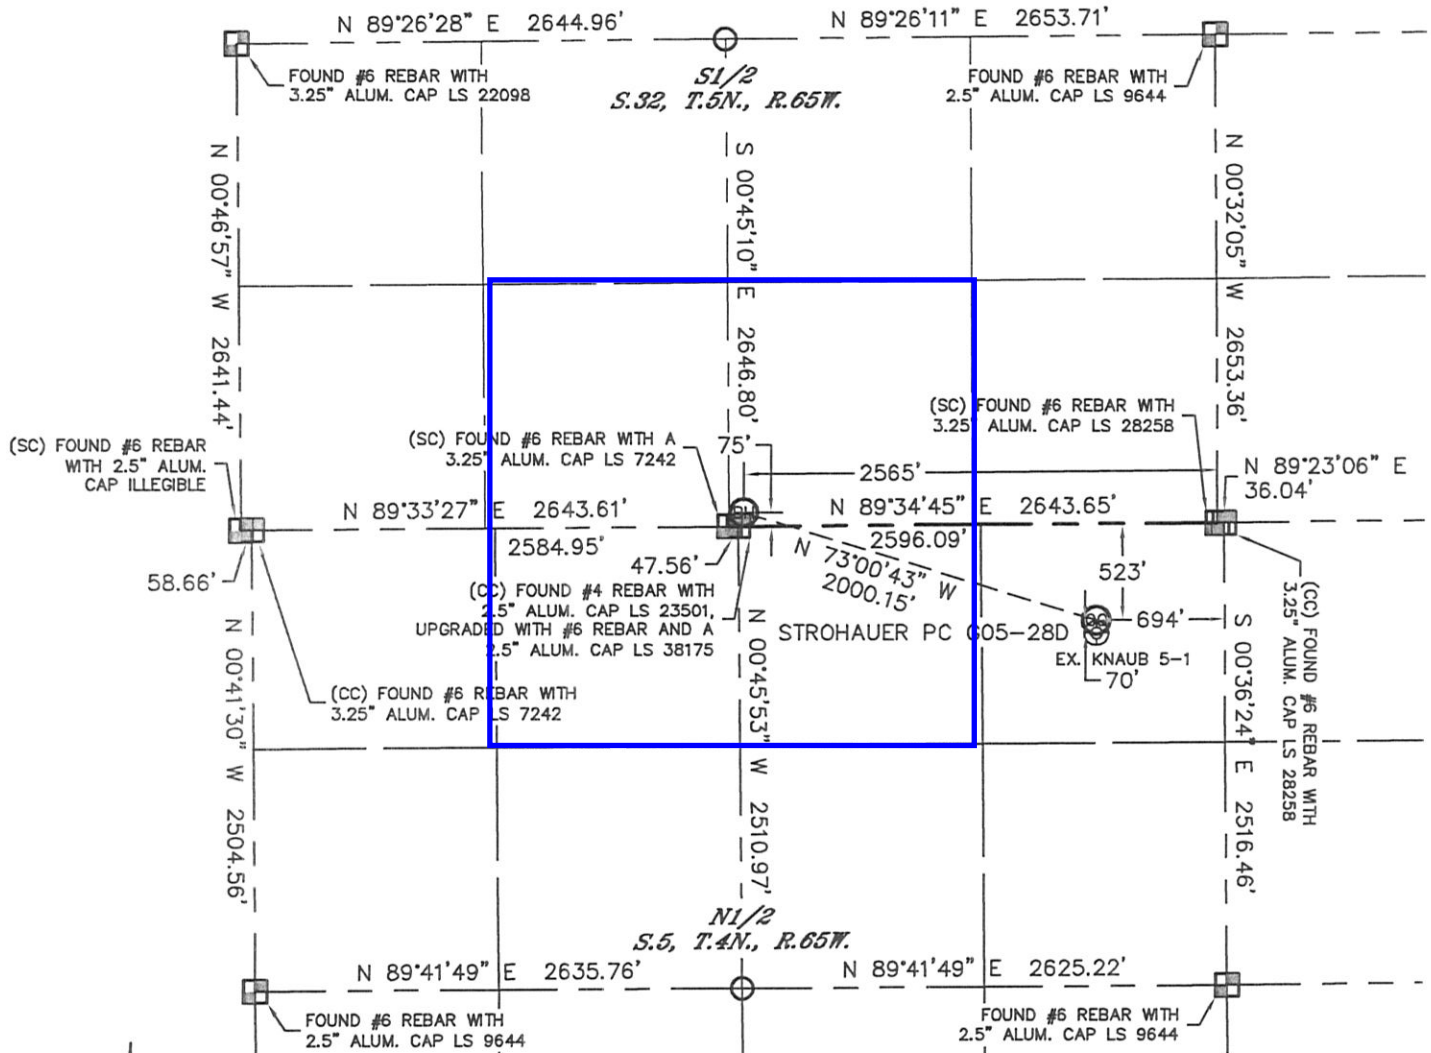 N 89°26'28" E 2644.96'
N 89°26'11" E 2653.71'
FOUND #6 REBAR WITH
3.25" ALUM. CAP LS 22098
S1/2
S.32, T.5N., R.65W.
FOUND #6 REBAR WITH
2.5" ALUM. CAP LS 9644
N 00°46'57" W 2641.44'
S 00°45'10" E 2646.80'
N 00°32'05" W 2653.36'
(SC) FOUND #6 REBAR
WITH 2.5" ALUM.
CAP ILLEGIBLE
(SC) FOUND #6 REBAR WITH A
3.25" ALUM. CAP LS 7242
75'
(SC) FOUND #6 REBAR WITH
3.25" ALUM. CAP LS 28258
2565'
N 89°23'06" E
36.04'
N 89°33'27" E 2643.61'
BH
N 89°34'45" E 2643.65'
2584.95'
2596.09'
58.66'
47.56'
N 73°00'43" W
2000.15'
523'
(CC) FOUND #4 REBAR WITH
2.5" ALUM. CAP LS 23501,
UPGRADED WITH #6 REBAR AND A
2.5" ALUM. CAP LS 38175
STROHAUER PC G05-28D
694'
EX. KNAUB 5-1
70'
(CC) FOUND #6 REBAR WITH
3.25" ALUM. CAP LS 7242
(CC) FOUND #6 REBAR WITH
3.25" ALUM. CAP LS 28258
N 00°41'30" W 2504.56'
N 00°45'53" W 2510.97'
S 00°36'24" E 2516.46'
N1/2
S.5, T.4N., R.65W.
N 89°41'49" E 2635.76'
N 89°41'49" E 2625.22'
FOUND #6 REBAR WITH
2.5" ALUM. CAP LS 9644
FOUND #6 REBAR WITH
2.5" ALUM. CAP LS 9644